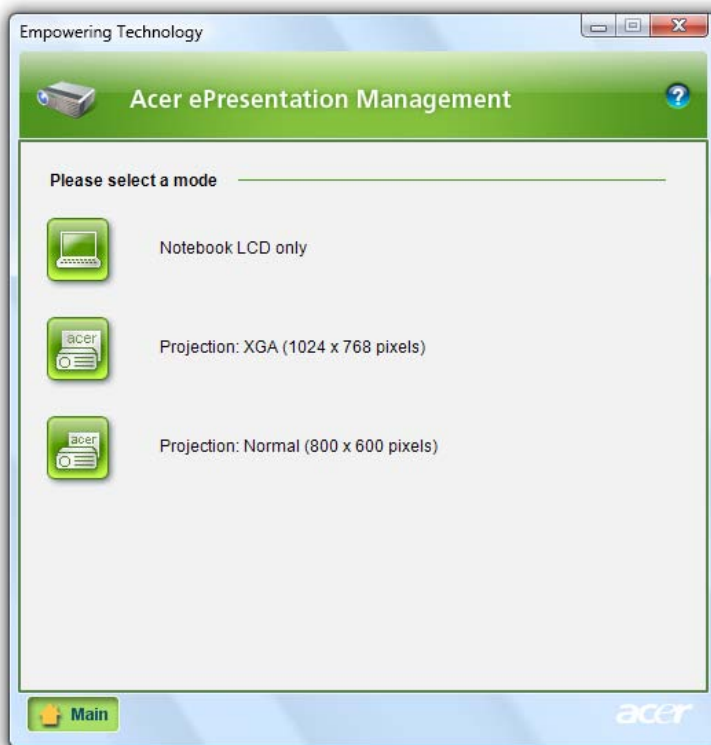 Empowering Technology
Acer ePresentation Management
?
Please select a mode
Notebook LCD only
acer
Projection: XGA (1024 x 768 pixels)
acer
Projection: Normal (800 x 600 pixels)
Main
acer